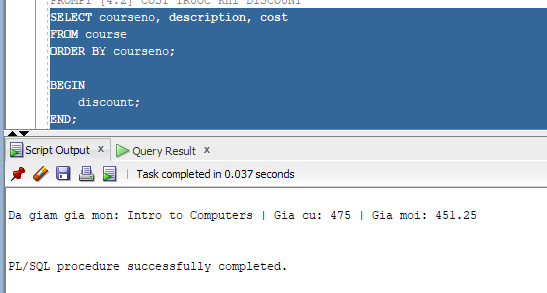 PROMPT [4.2] COST TRUOC KHI DISCOUNT
SELECT courseno, description, cost
FROM course
ORDER BY courseno;
BEGIN
discount;
END;
Script Output x Query Result x
Task completed in 0.037 seconds
Da giam gia mon: Intro to Computers | Gia cu: 475 | Gia moi: 451.25
PL/SQL procedure successfully completed.